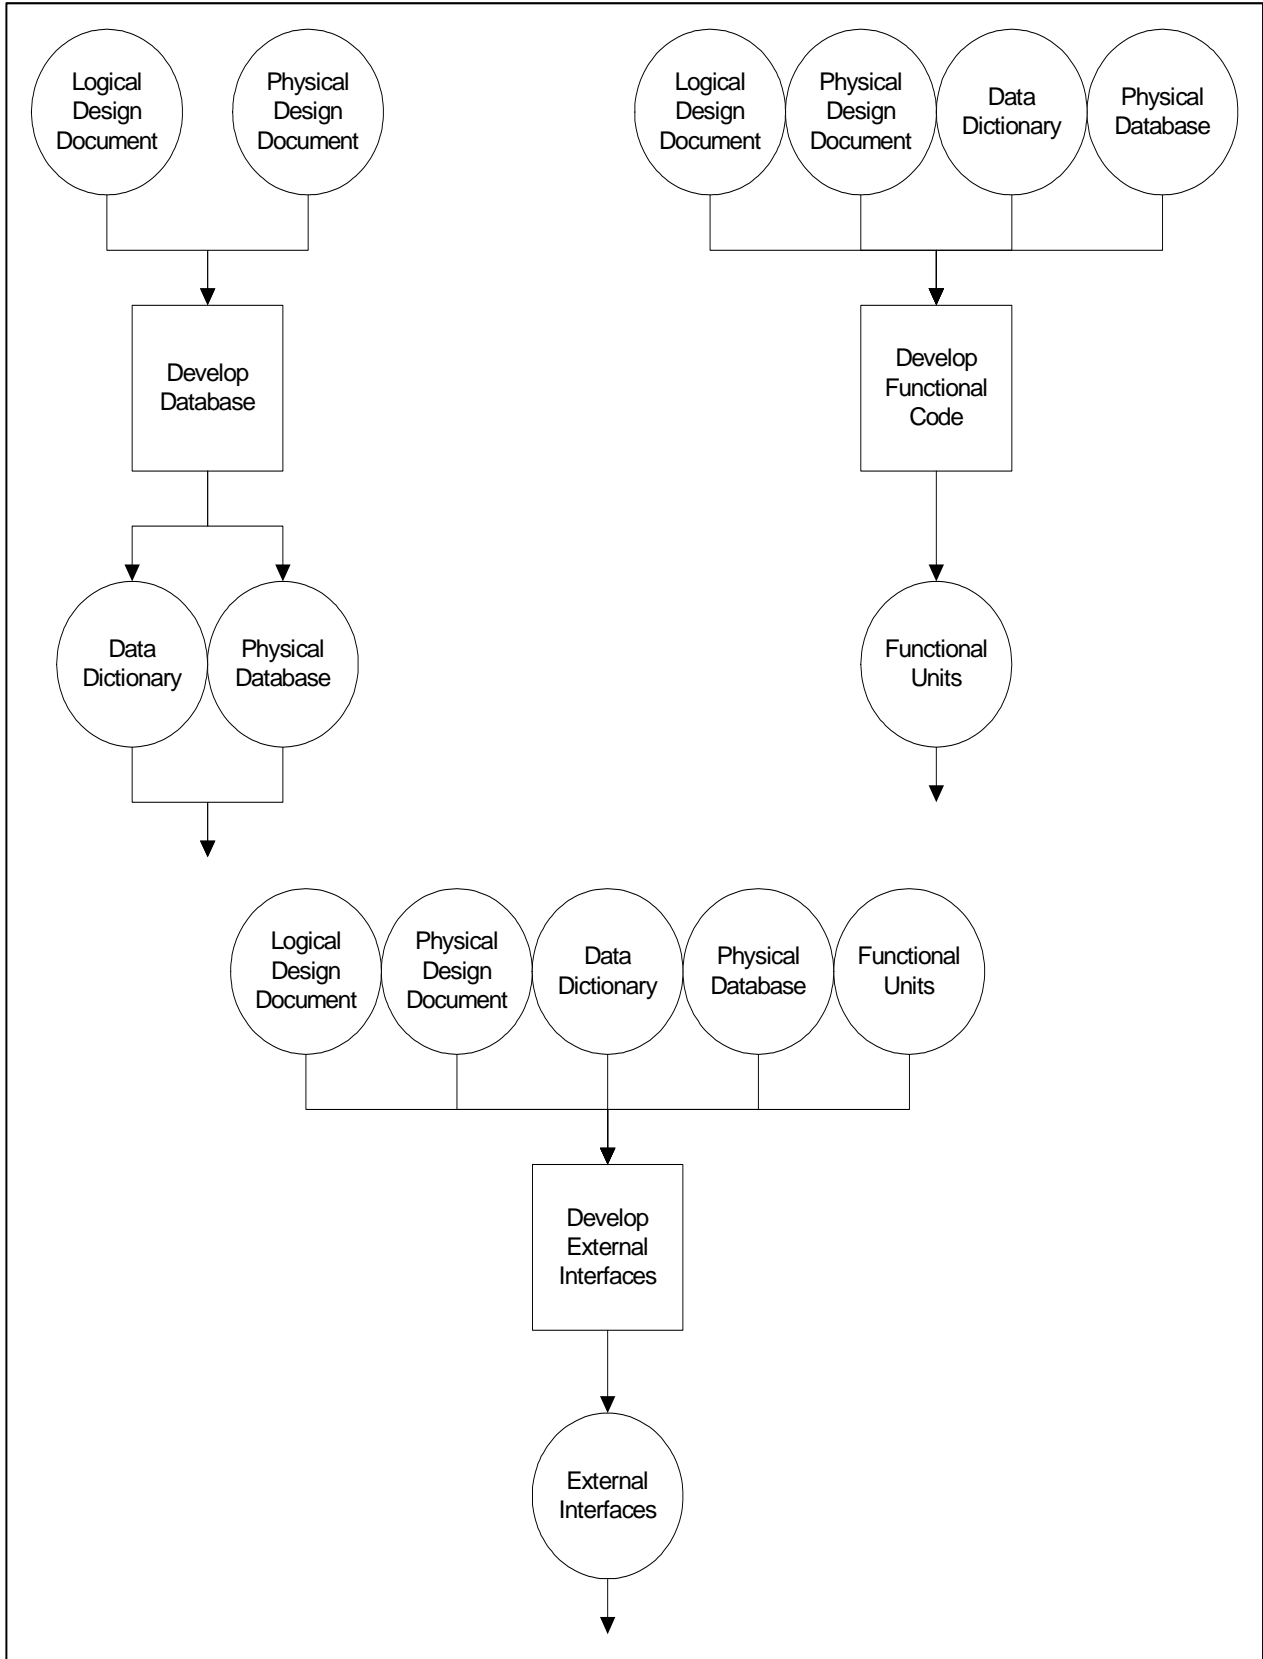 Logical
Design
Document
Physical
Design
Document
Logical
Design
Document
Physical
Design
Document
Data
Dictionary
Physical
Database
Develop
Database
Develop
Functional
Code
Data
Dictionary
Physical
Database
Functional
Units
Logical
Design
Document
Physical
Design
Document
Data
Dictionary
Physical
Database
Functional
Units
Develop
External
Interfaces
External
Interfaces